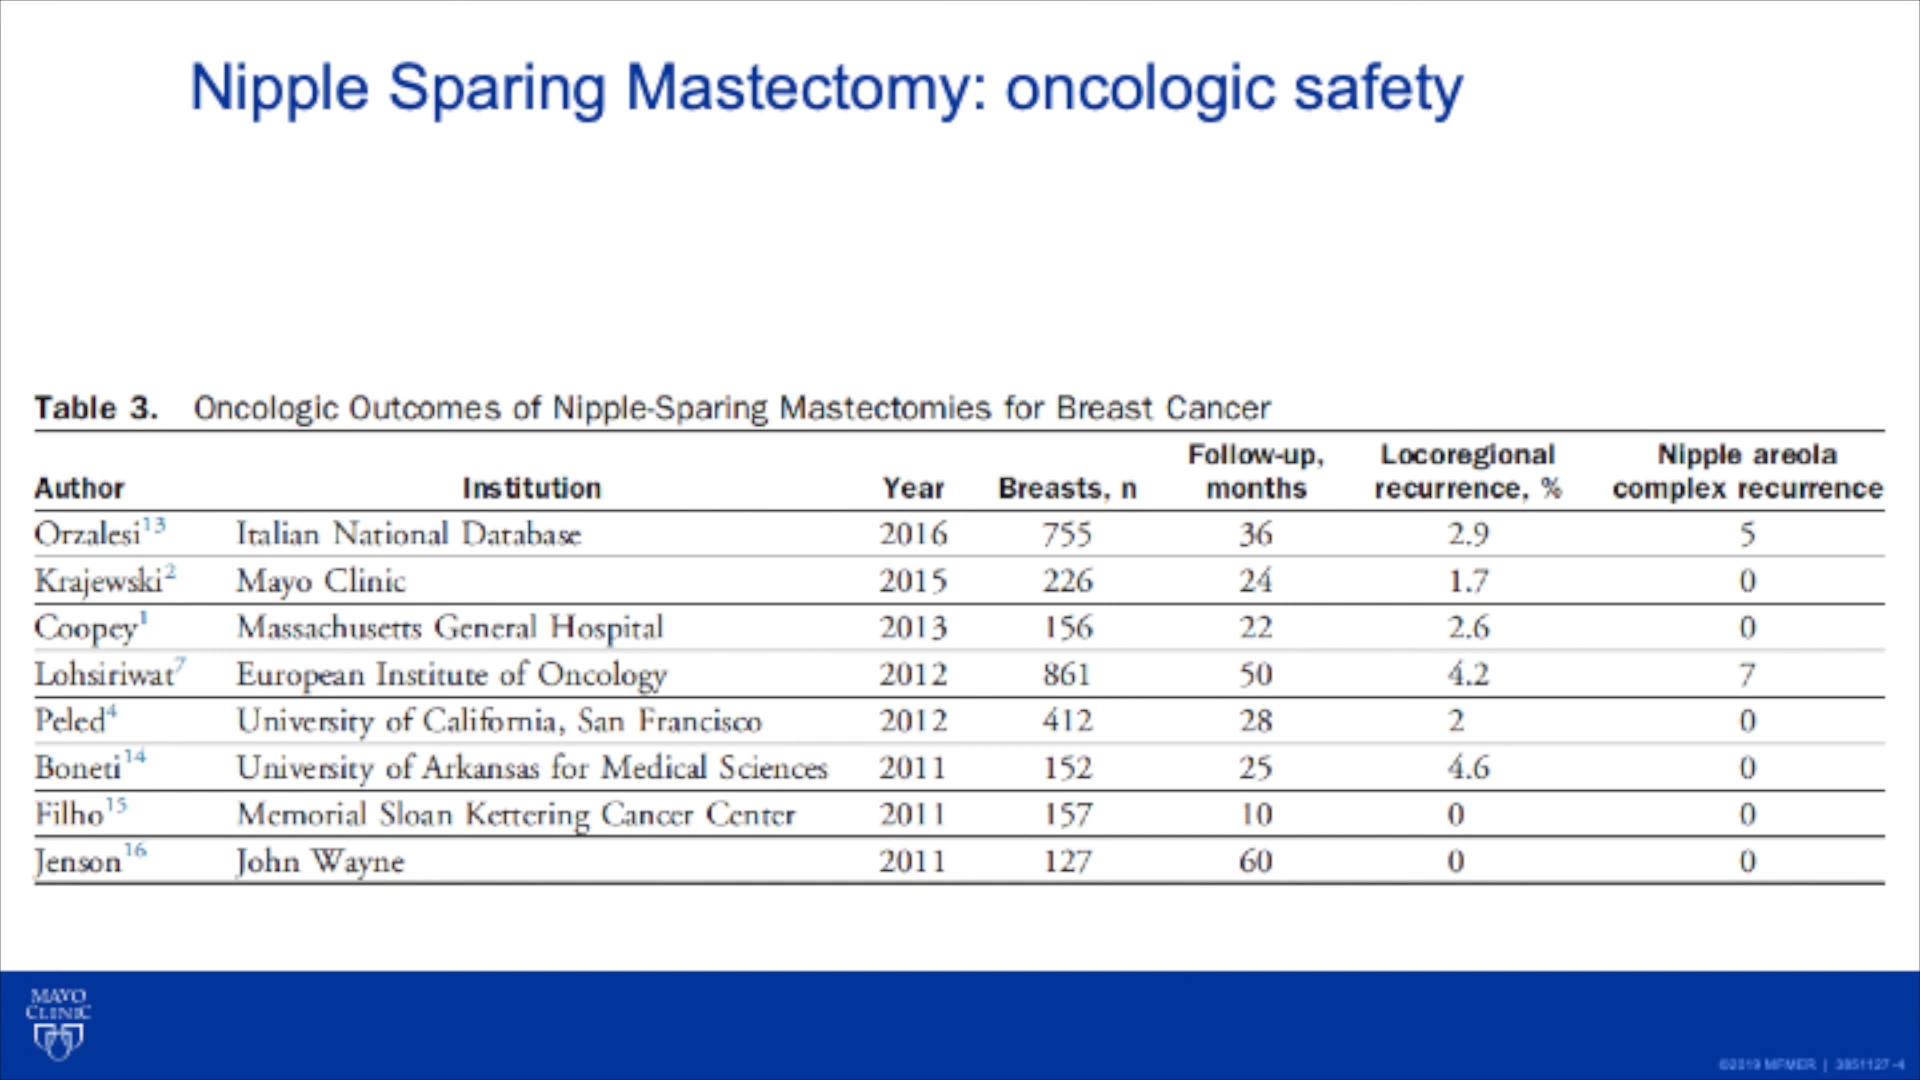 Nipple Sparing Mastectomy: oncologic safety
Table 3. Oncologic Outcomes of Nipple-Sparing Mastectomies for Breast Cancer
Author Institution Year Breasts, n Follow-up, months Locoregional recurrence, % Nipple areola complex recurrence
Orzalesi13 Italian National Database 2016 755 36 2.9 5
Krajewski2 Mayo Clinic 2015 226 24 1.7 0
Coopey1 Massachusetts General Hospital 2013 156 22 2.6 0
Lohsiriwat7 European Institute of Oncology 2012 861 50 4.2 7
Peled4 University of California, San Francisco 2012 412 28 2 0
Boneti14 University of Arkansas for Medical Sciences 2011 152 25 4.6 0
Filho15 Memorial Sloan Kettering Cancer Center 2011 157 10 0 0
Jenson16 John Wayne 2011 127 60 0 0
MAYO
CLINIC
©2019 MFMER | 3851127-4